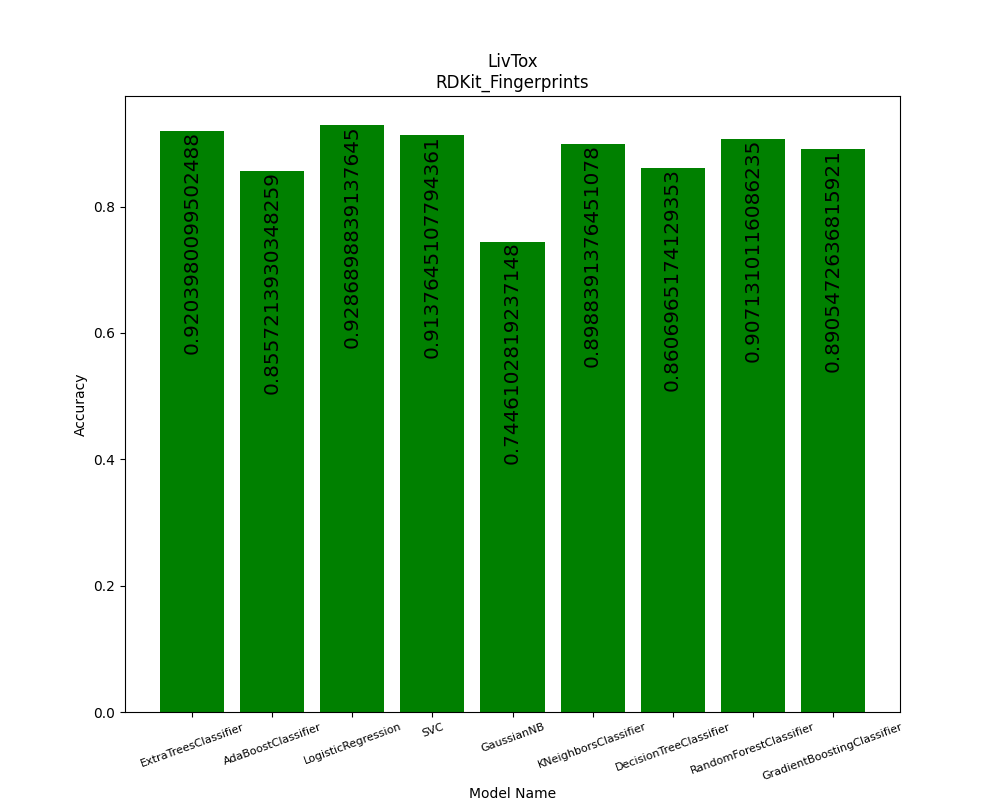 LivTox
RDKit_Fingerprints
0.9203980099502488
0.8557213930348259
0.9286898839137645
0.9137645107794361
0.7446102819237148
0.8988391376451078
0.8606965174129353
0.9071310116086235
0.8905472636815921
0.8
0.6
0.4
0.2
0.0
Accuracy
ExtraTreesClassifier
AdaBoostClassifier
LogisticRegression
SVC
GaussianNB
KNeighborsClassifier
DecisionTreeClassifier
RandomForestClassifier
GradientBoostingClassifier
Model Name